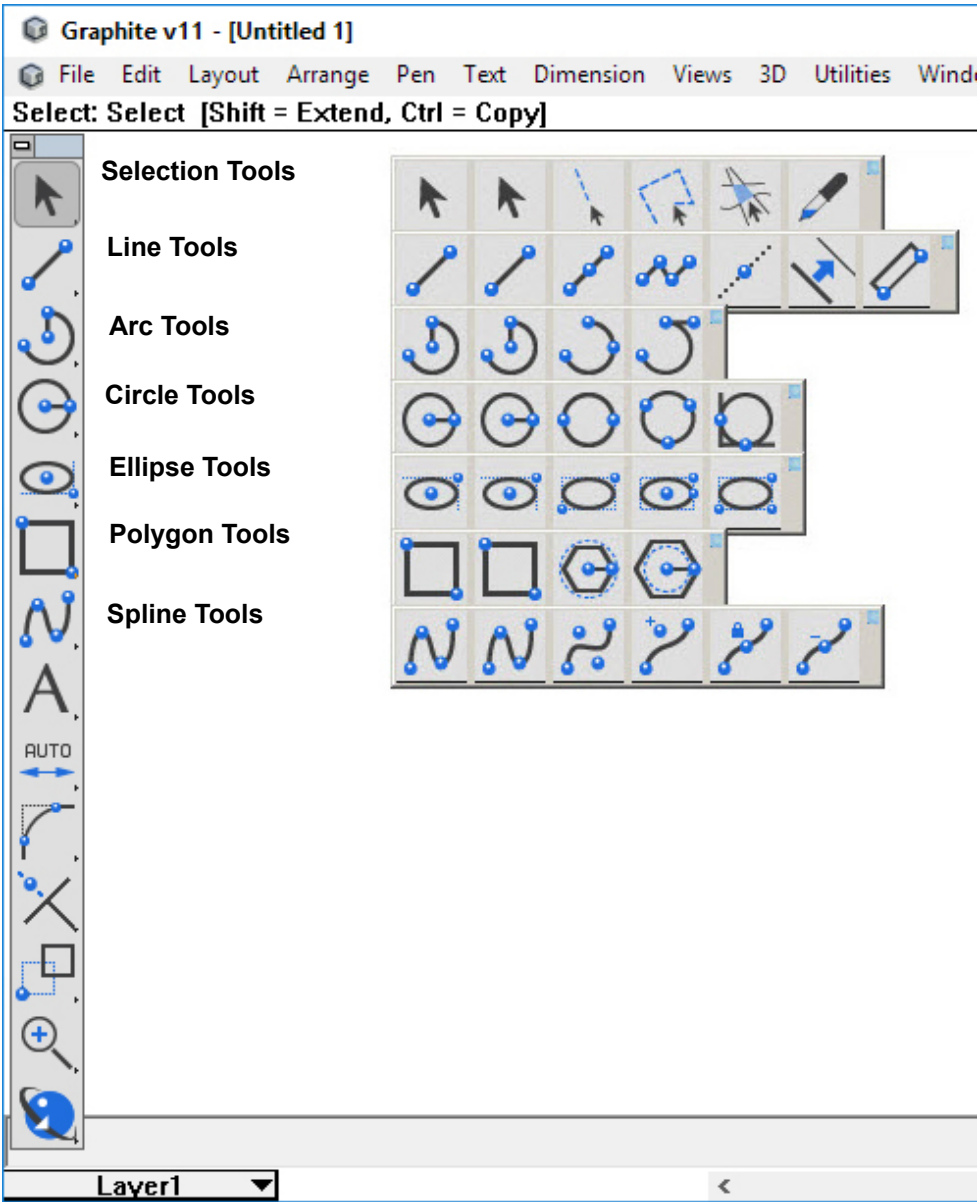 Graphite v11 - [Untitled 1]
File Edit Layout Arrange Pen Text Dimension Views 3D Utilities Windo
Select: Select [Shift = Extend, Ctrl = Copy]
Selection Tools
Line Tools
Arc Tools
Circle Tools
Ellipse Tools
Polygon Tools
Spline Tools
A
AUTO
Layer1